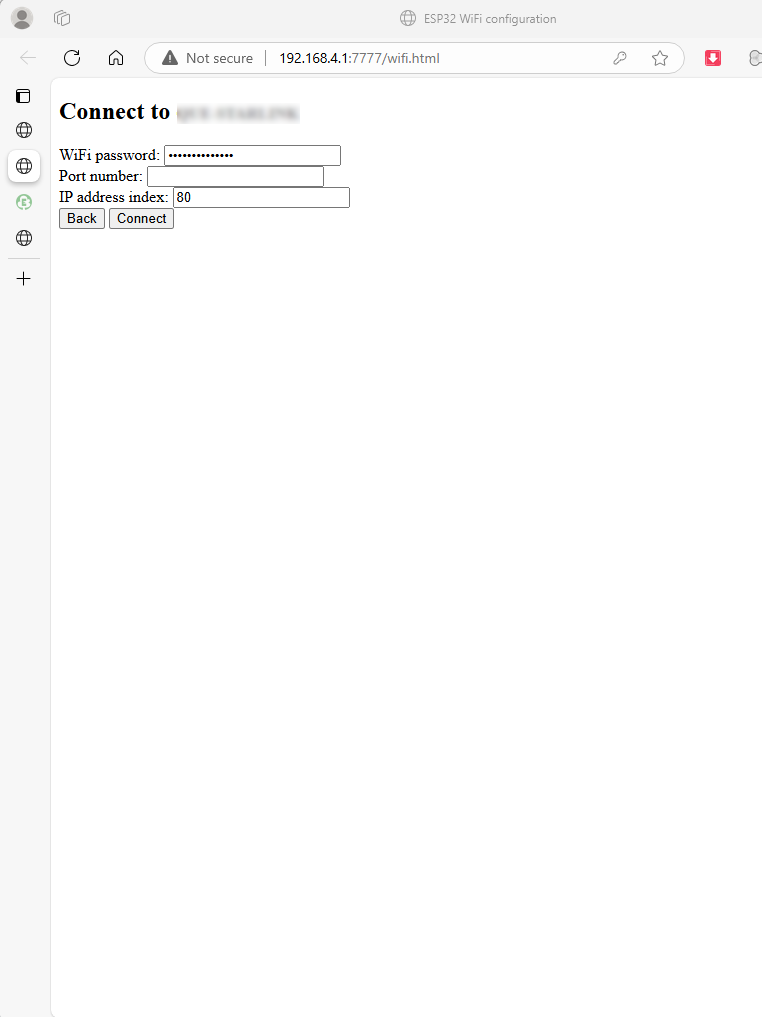 ESP32 WiFi configuration
Not secure
192.168.4.1:7777/wifi.html
Connect to
WiFi password: ••••••••••••••
Port number:
IP address index: 80
Back Connect